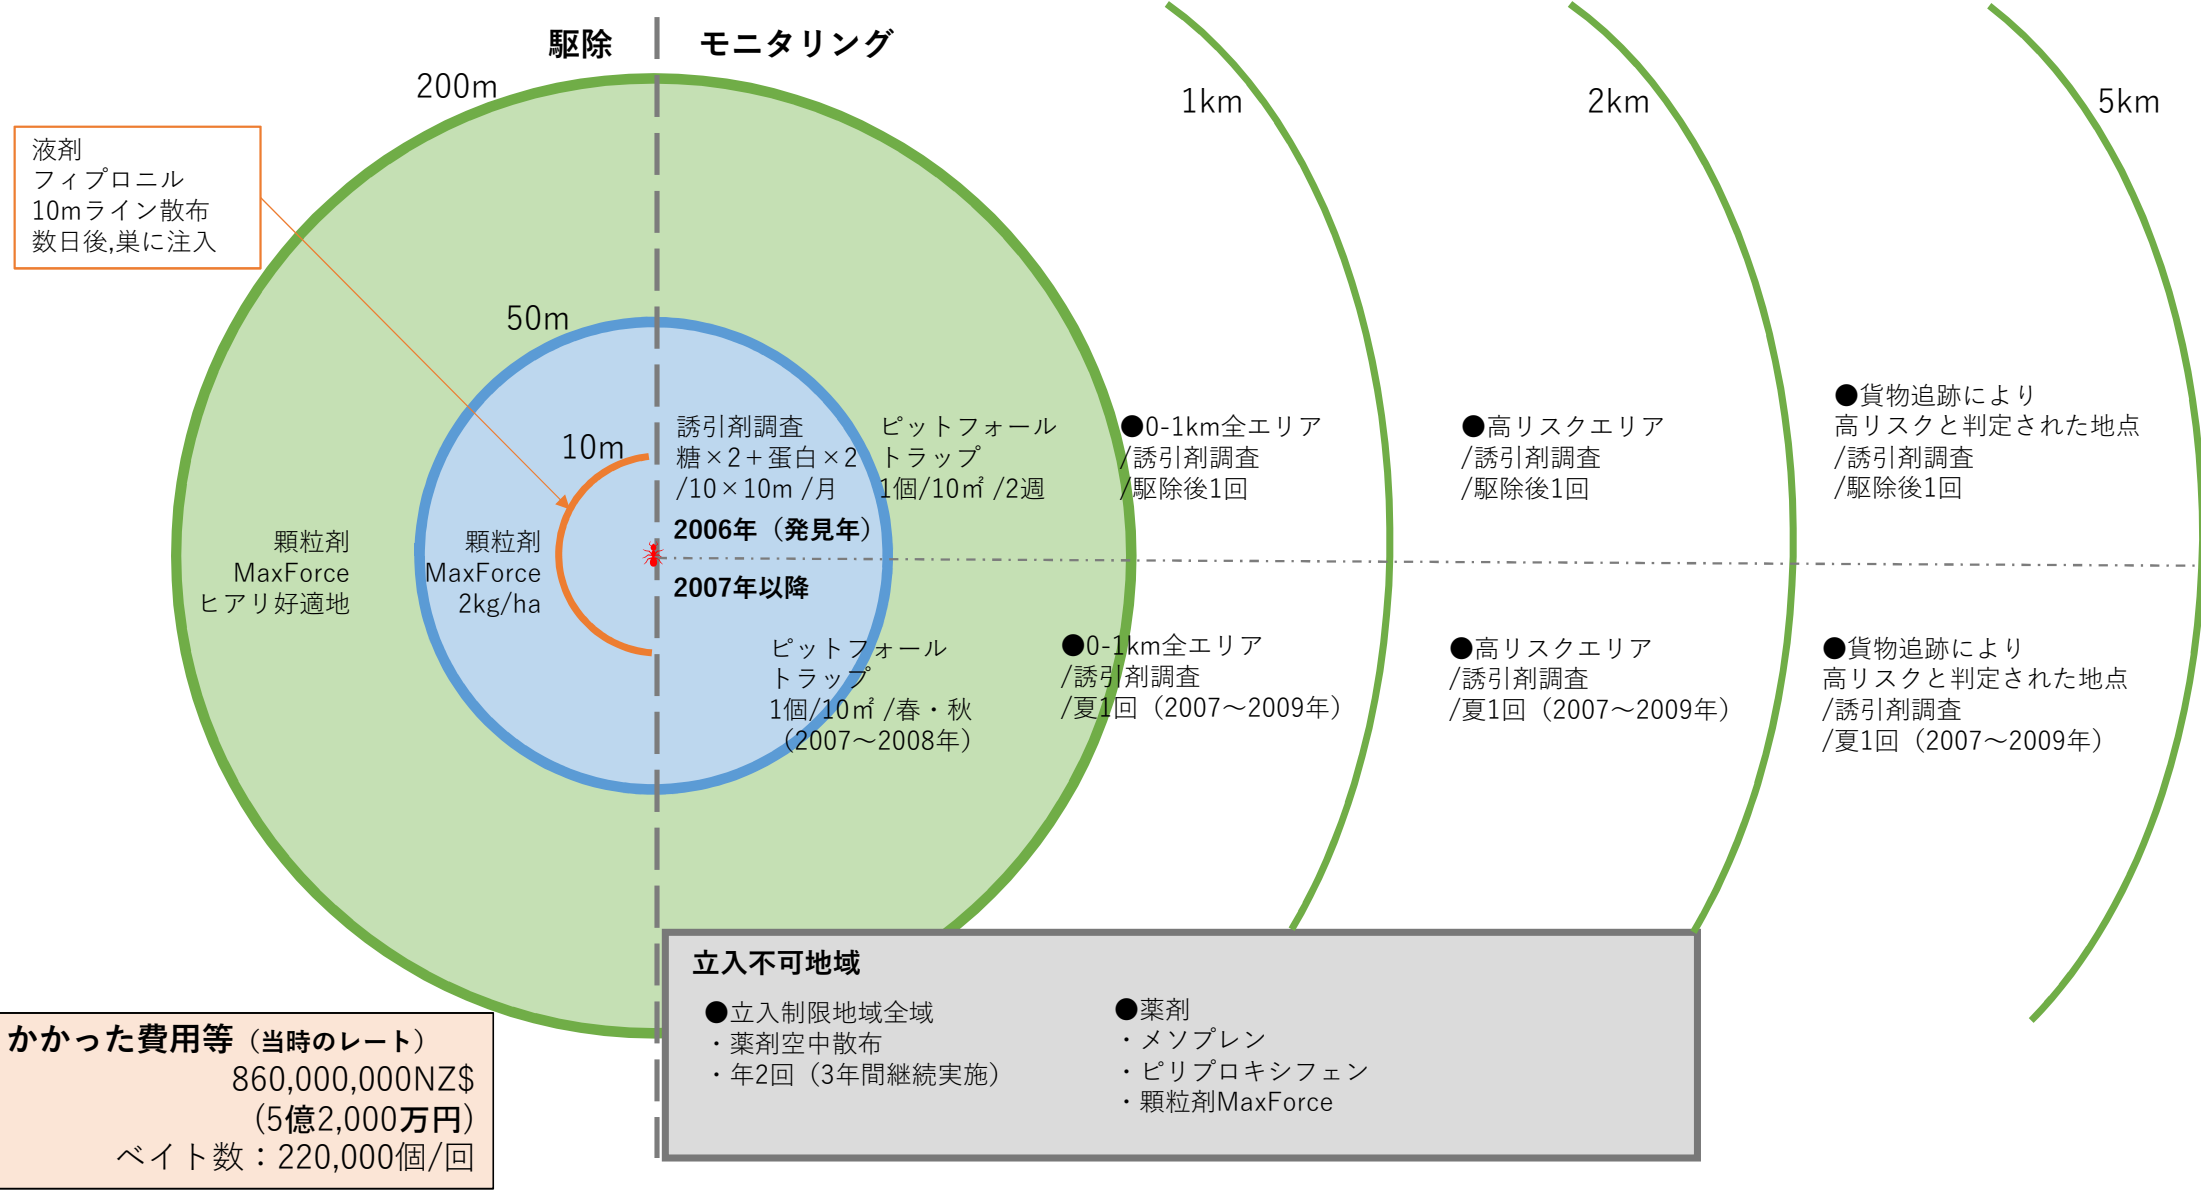 駆除
モニタリング
200m
1km
2km
5km
液剤
フィプロニル
10mライン散布
数日後,巣に注入
50m
10m
誘引剤調査
糖×2＋蛋白×2
/10×10m /月
ピットフォール
トラップ
1個/10㎡ /2週
●0-1km全エリア
/誘引剤調査
/駆除後1回
●高リスクエリア
/誘引剤調査
/駆除後1回
●貨物追跡により
高リスクと判定された地点
/誘引剤調査
/駆除後1回
2006年（発見年）
顆粒剤
MaxForce
ヒアリ好適地
顆粒剤
MaxForce
2kg/ha
2007年以降
ピットフォール
トラップ
1個/10㎡ /春・秋
（2007～2008年）
●0-1km全エリア
/誘引剤調査
/夏1回（2007～2009年）
●高リスクエリア
/誘引剤調査
/夏1回（2007～2009年）
●貨物追跡により
高リスクと判定された地点
/誘引剤調査
/夏1回（2007～2009年）
立入不可地域
●立入制限地域全域
・薬剤空中散布
・年2回（3年間継続実施）
●薬剤
・メソプレン
・ピリプロキシフェン
・顆粒剤MaxForce
かかった費用等（当時のレート）
860,000,000NZ$
（5億2,000万円）
ベイト数：220,000個/回